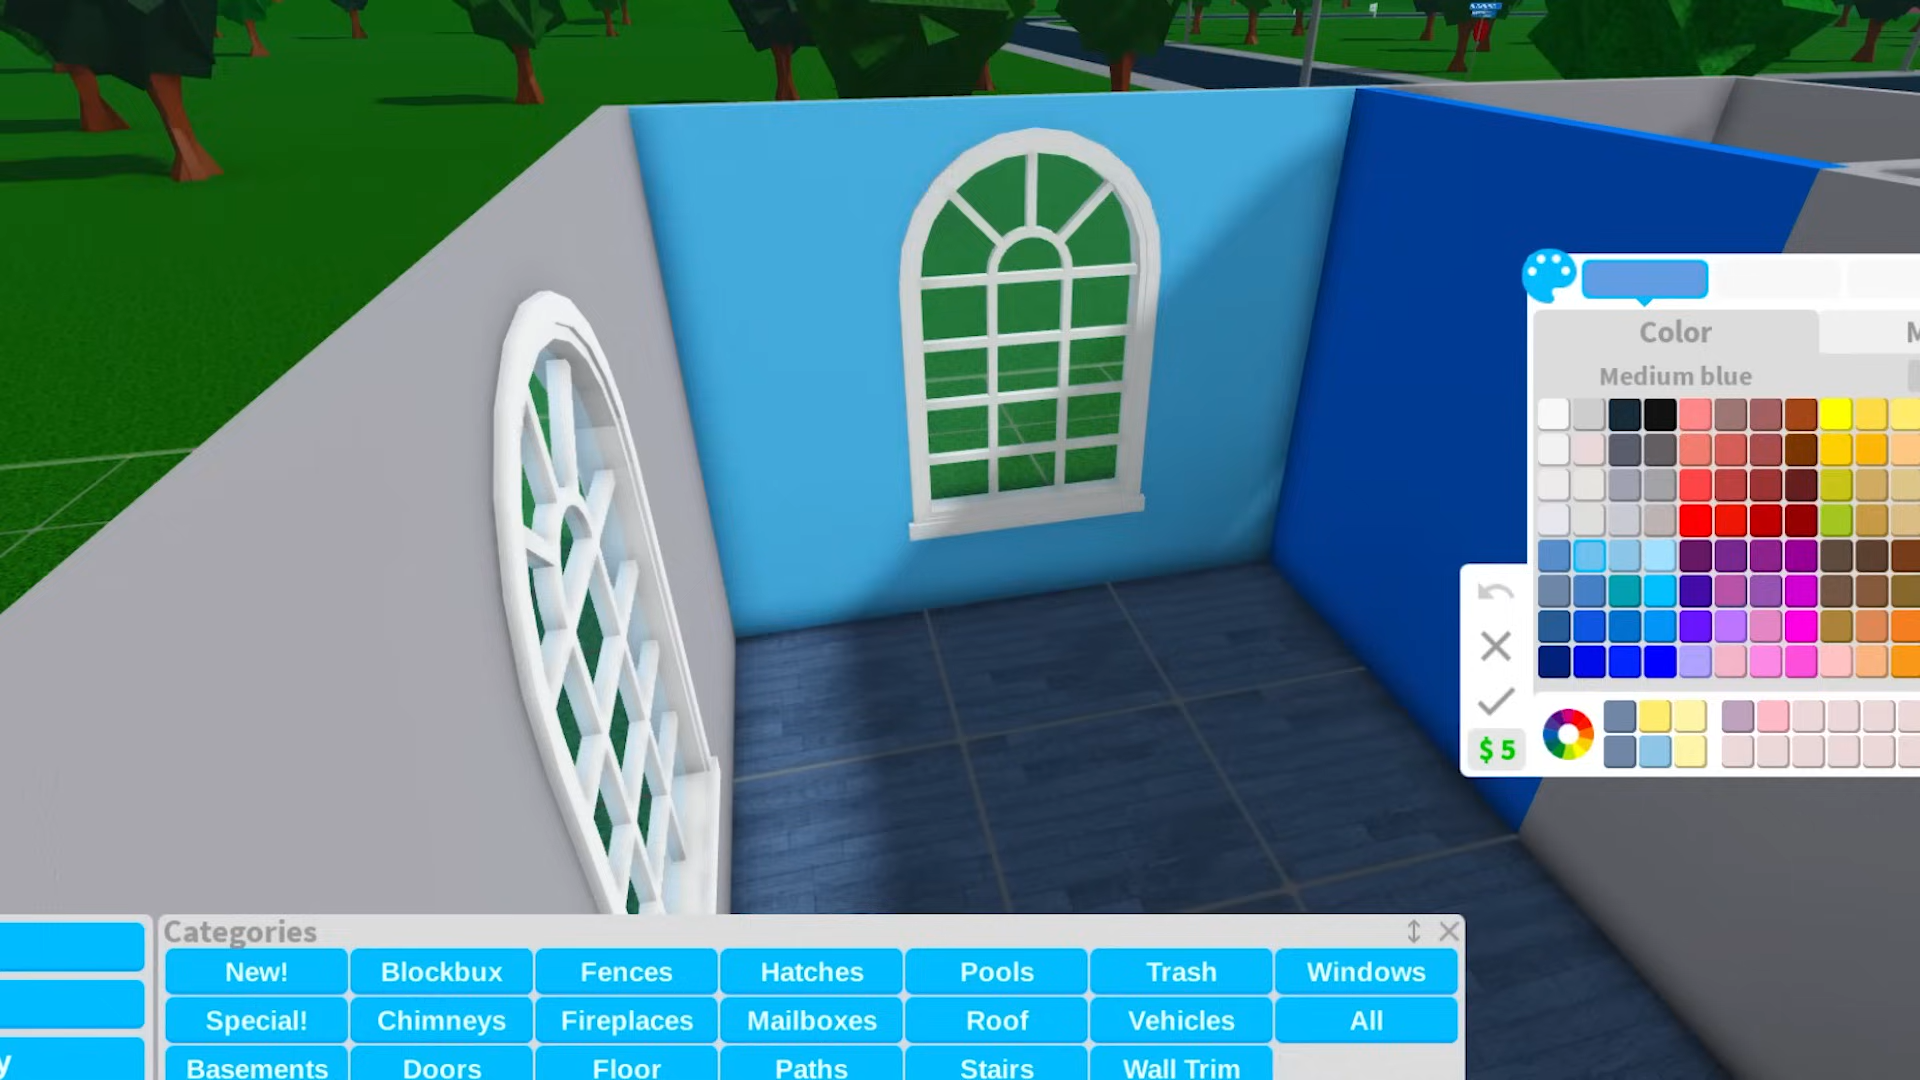 Color
M
Medium blue
$ 5
Categories
New!
Blockbux
Fences
Hatches
Pools
Trash
Windows
Special!
Chimneys
Fireplaces
Mailboxes
Roof
Vehicles
All
y
Basements
Doors
Floor
Paths
Stairs
Wall Trim